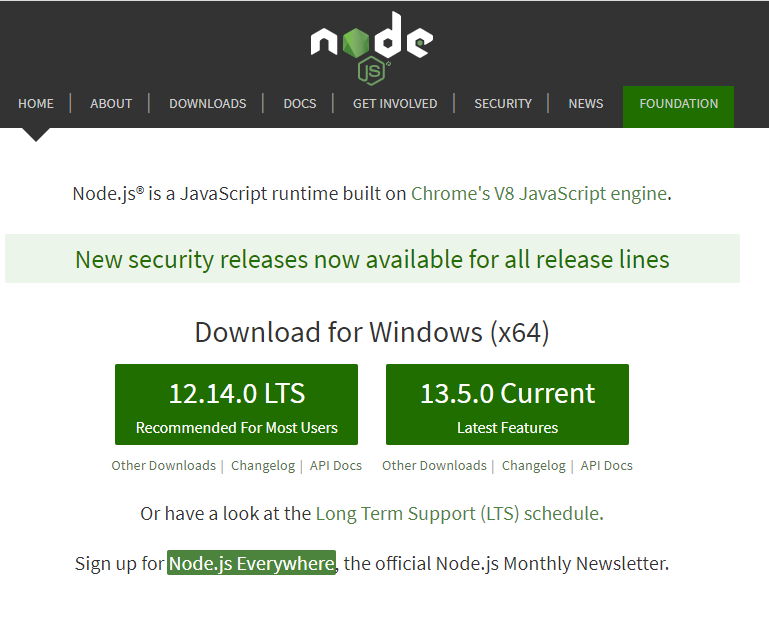 node
JS
HOME | ABOUT | DOWNLOADS | DOCS | GET INVOLVED | SECURITY | NEWS FOUNDATION
Node.js® is a JavaScript runtime built on Chrome's V8 JavaScript engine.
New security releases now available for all release lines
Download for Windows (x64)
12.14.0 LTS
Recommended For Most Users
13.5.0 Current
Latest Features
Other Downloads | Changelog | API Docs
Other Downloads | Changelog | API Docs
Or have a look at the Long Term Support (LTS) schedule.
Sign up for Node.js Everywhere, the official Node.js Monthly Newsletter.